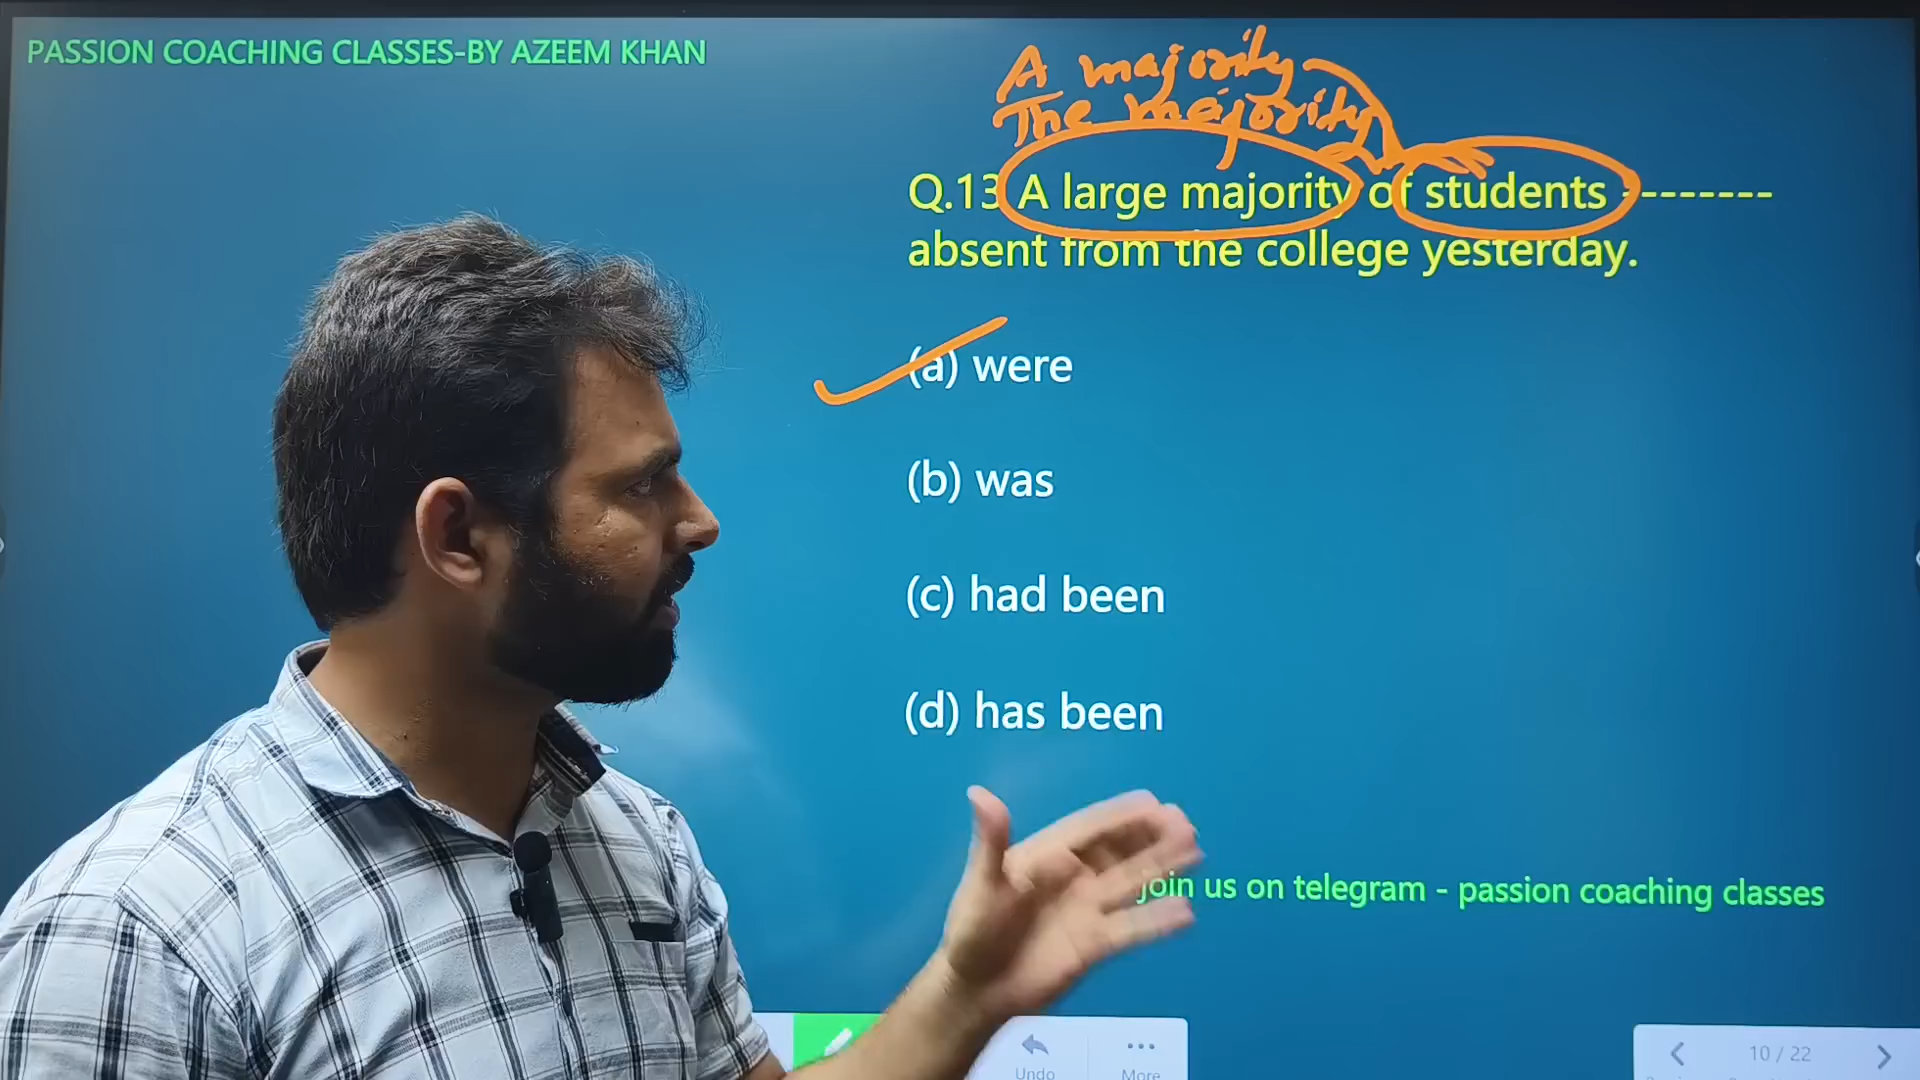 PASSION COACHING CLASSES-BY AZEEM KHAN
A majority
The majority
Q.13 A large majority of students --------
absent from the college yesterday.
(a) were
(b) was
(c) had been
(d) has been
join us on telegram - passion coaching classes
Undo
More
10 / 22